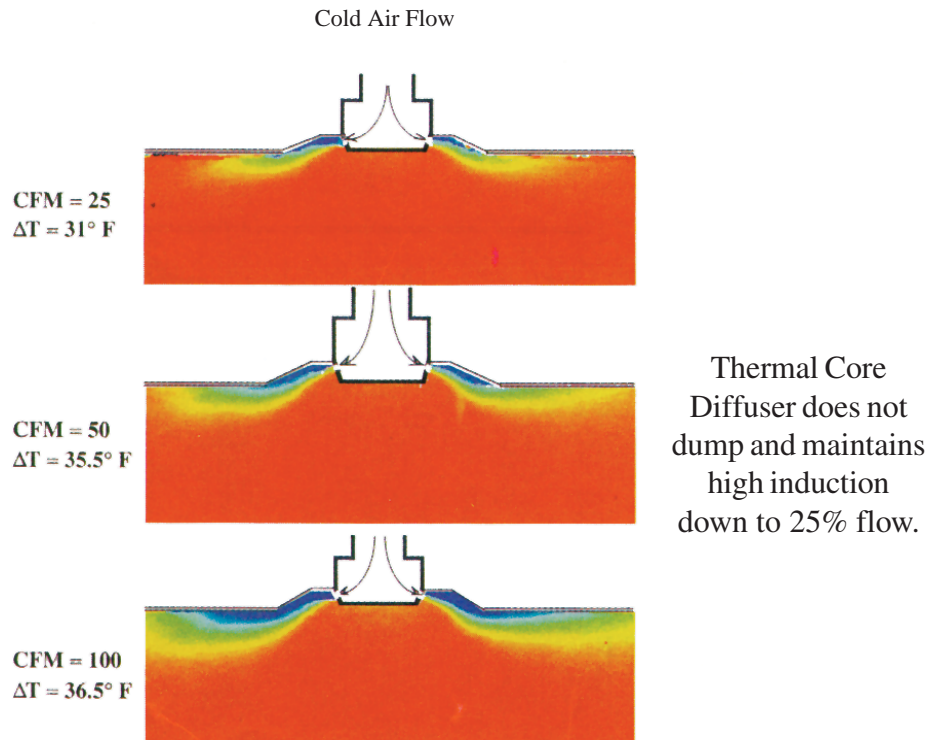 Cold Air Flow
CFM = 25
ΔT = 31° F
CFM = 50
ΔT = 35.5° F
Thermal Core
Diffuser does not
dump and maintains
high induction
down to 25% flow.
CFM = 100
ΔT = 36.5° F